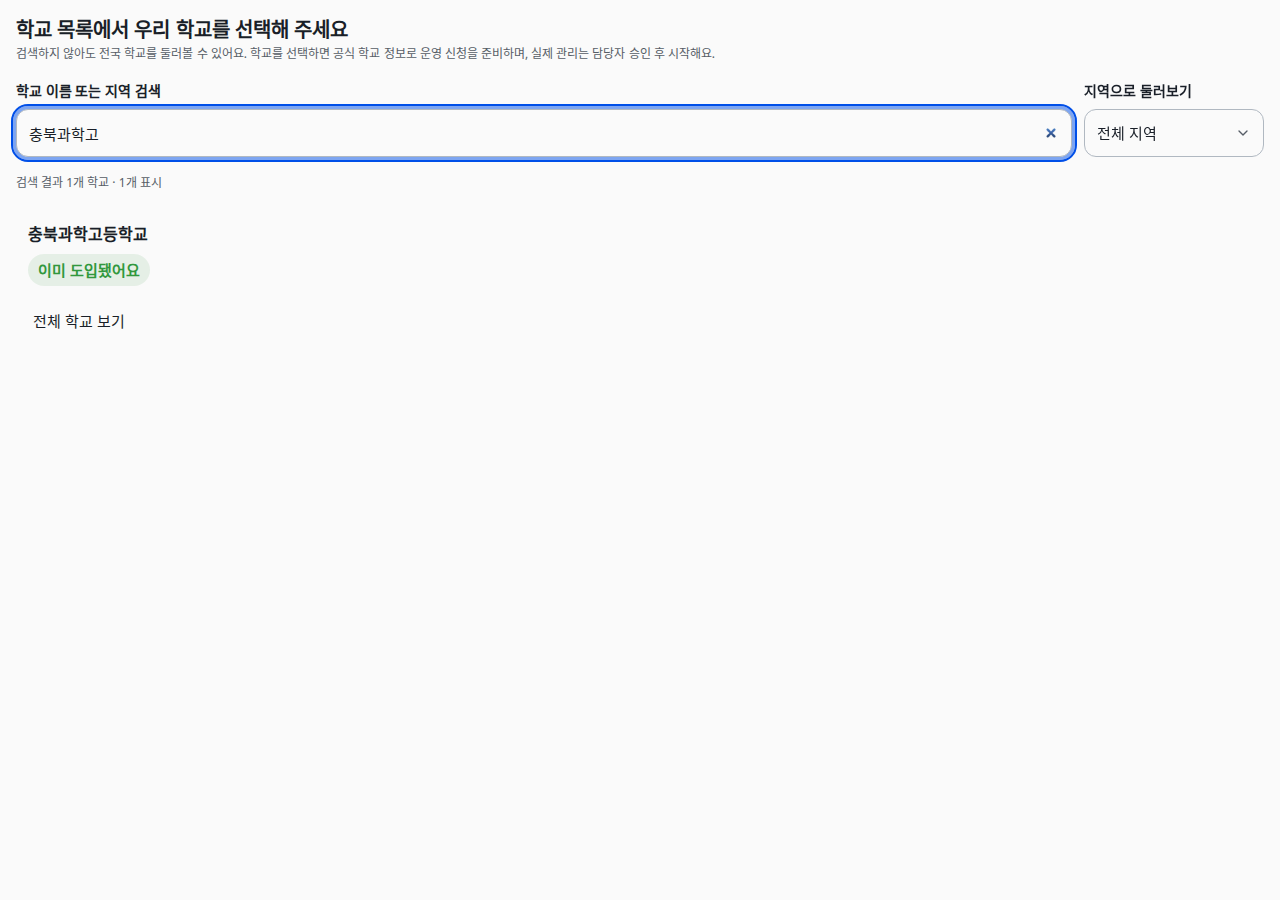 학교 목록에서 우리 학교를 선택해 주세요
검색하지 않아도 전국 학교를 둘러볼 수 있어요. 학교를 선택하면 공식 학교 정보로 운영 신청을 준비하며, 실제 관리는 담당자 승인 후 시작해요.
학교 이름 또는 지역 검색
지역으로 둘러보기
충북과학고
전체 지역
검색 결과 1개 학교 · 1개 표시
충북과학고등학교
이미 도입됐어요
전체 학교 보기